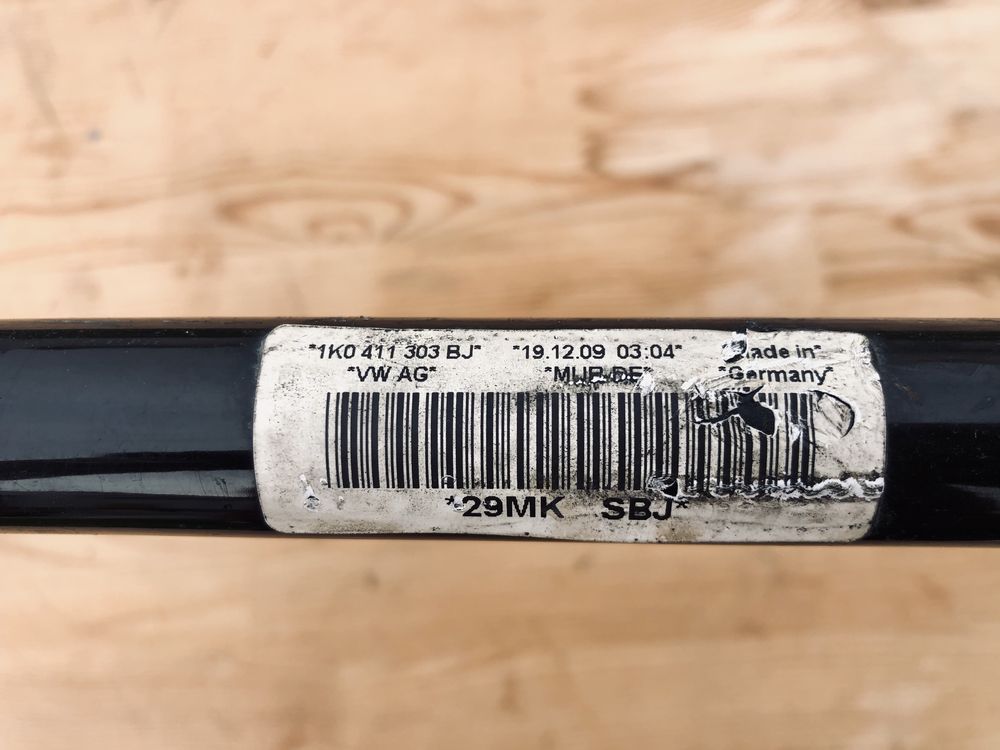 *1K0 411 303 BJ* *19.12.09 03:04* Made in*
*VW AG* *Germany*
*29MK SBJ*